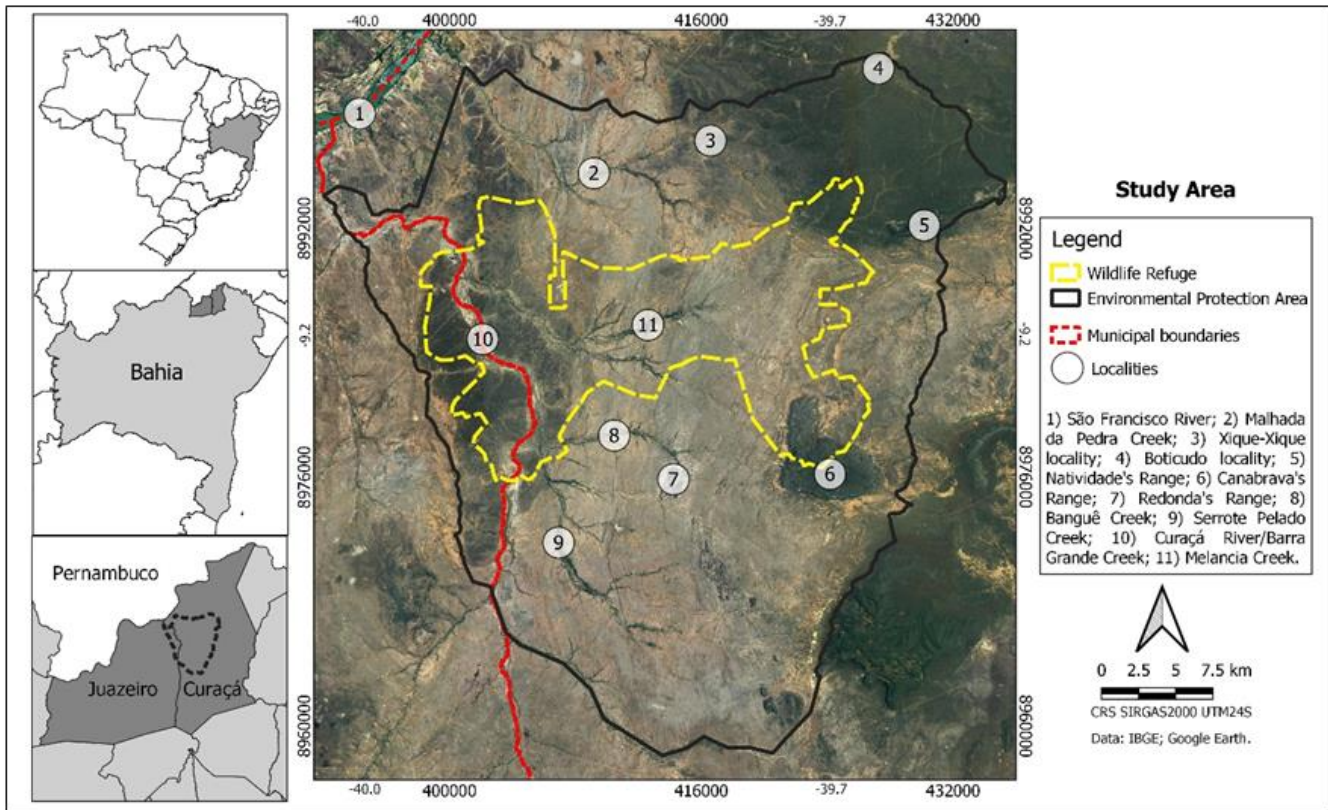 Bahia
Pernambuco
Juazeiro
Curaçá
-40.0
400000
416000
-39.7
432000
8992000
-9.2
8976000
8960000
1
2
3
4
5
6
7
8
9
10
11
8992000
-9.2
8976000
8960000
-40.0
400000
416000
-39.7
432000
Study Area
Legend
Wildlife Refuge
Environmental Protection Area
Municipal boundaries
Localities
1) São Francisco River; 2) Malhada
da Pedra Creek; 3) Xique-Xique
locality; 4) Boticudo locality; 5)
Natividade's Range; 6) Canabrava's
Range; 7) Redonda's Range; 8)
Banguê Creek; 9) Serrote Pelado
Creek; 10) Curaçá River/Barra
Grande Creek; 11) Melancia Creek.
0 2.5 5 7.5 km
CRS SIRGAS2000 UTM24S
Data: IBGE; Google Earth.